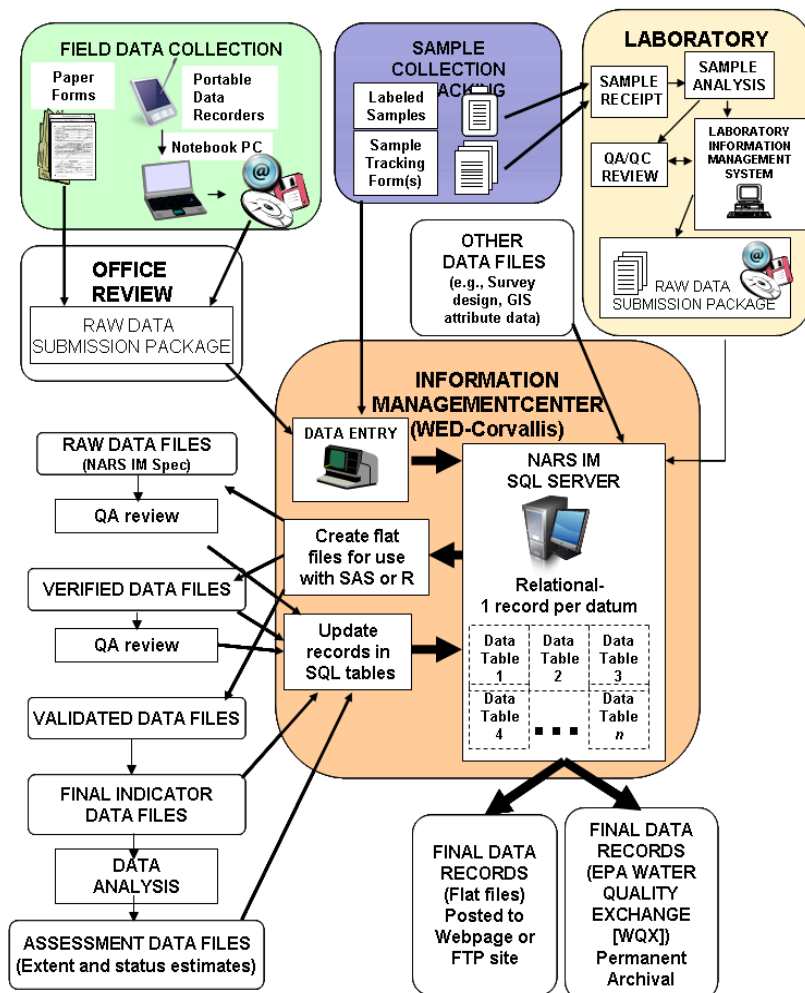 FIELD DATA COLLECTION
Paper
Forms
Portable
Data
Recorders
Notebook PC
SAMPLE
COLLECTION
Labeled
Samples
Sample
Tracking
Form(s)
LABORATORY
SAMPLE
RECEIPT
SAMPLE
ANALYSIS
QA/QC
REVIEW
LABORATORY
INFORMATION
MANAGEMENT
SYSTEM
RAW DATA
SUBMISSION PACKAGE
OFFICE
REVIEW
RAW DATA
SUBMISSION PACKAGE
OTHER
DATA FILES
(e.g., Survey
design, GIS
attribute data)
INFORMATION
MANAGEMENTCENTER
(WED-Corvallis)
DATA ENTRY
NARS IM
SQL SERVER
Relational-
1 record per datum
Data
Table
1
Data
Table
2
Data
Table
3
Data
Table
4
Data
Table
n
Create flat
files for use
with SAS or R
Update
records in
SQL tables
RAW DATA FILES
(NARS IM Spec)
QA review
VERIFIED DATA FILES
QA review
VALIDATED DATA FILES
FINAL INDICATOR
DATA FILES
DATA
ANALYSIS
ASSESSMENT DATA FILES
(Extent and status estimates)
FINAL DATA
RECORDS
(Flat files)
Posted to
Webpage or
FTP site
FINAL DATA
RECORDS
(EPA WATER
QUALITY
EXCHANGE
[WQX])
Permanent
Archival